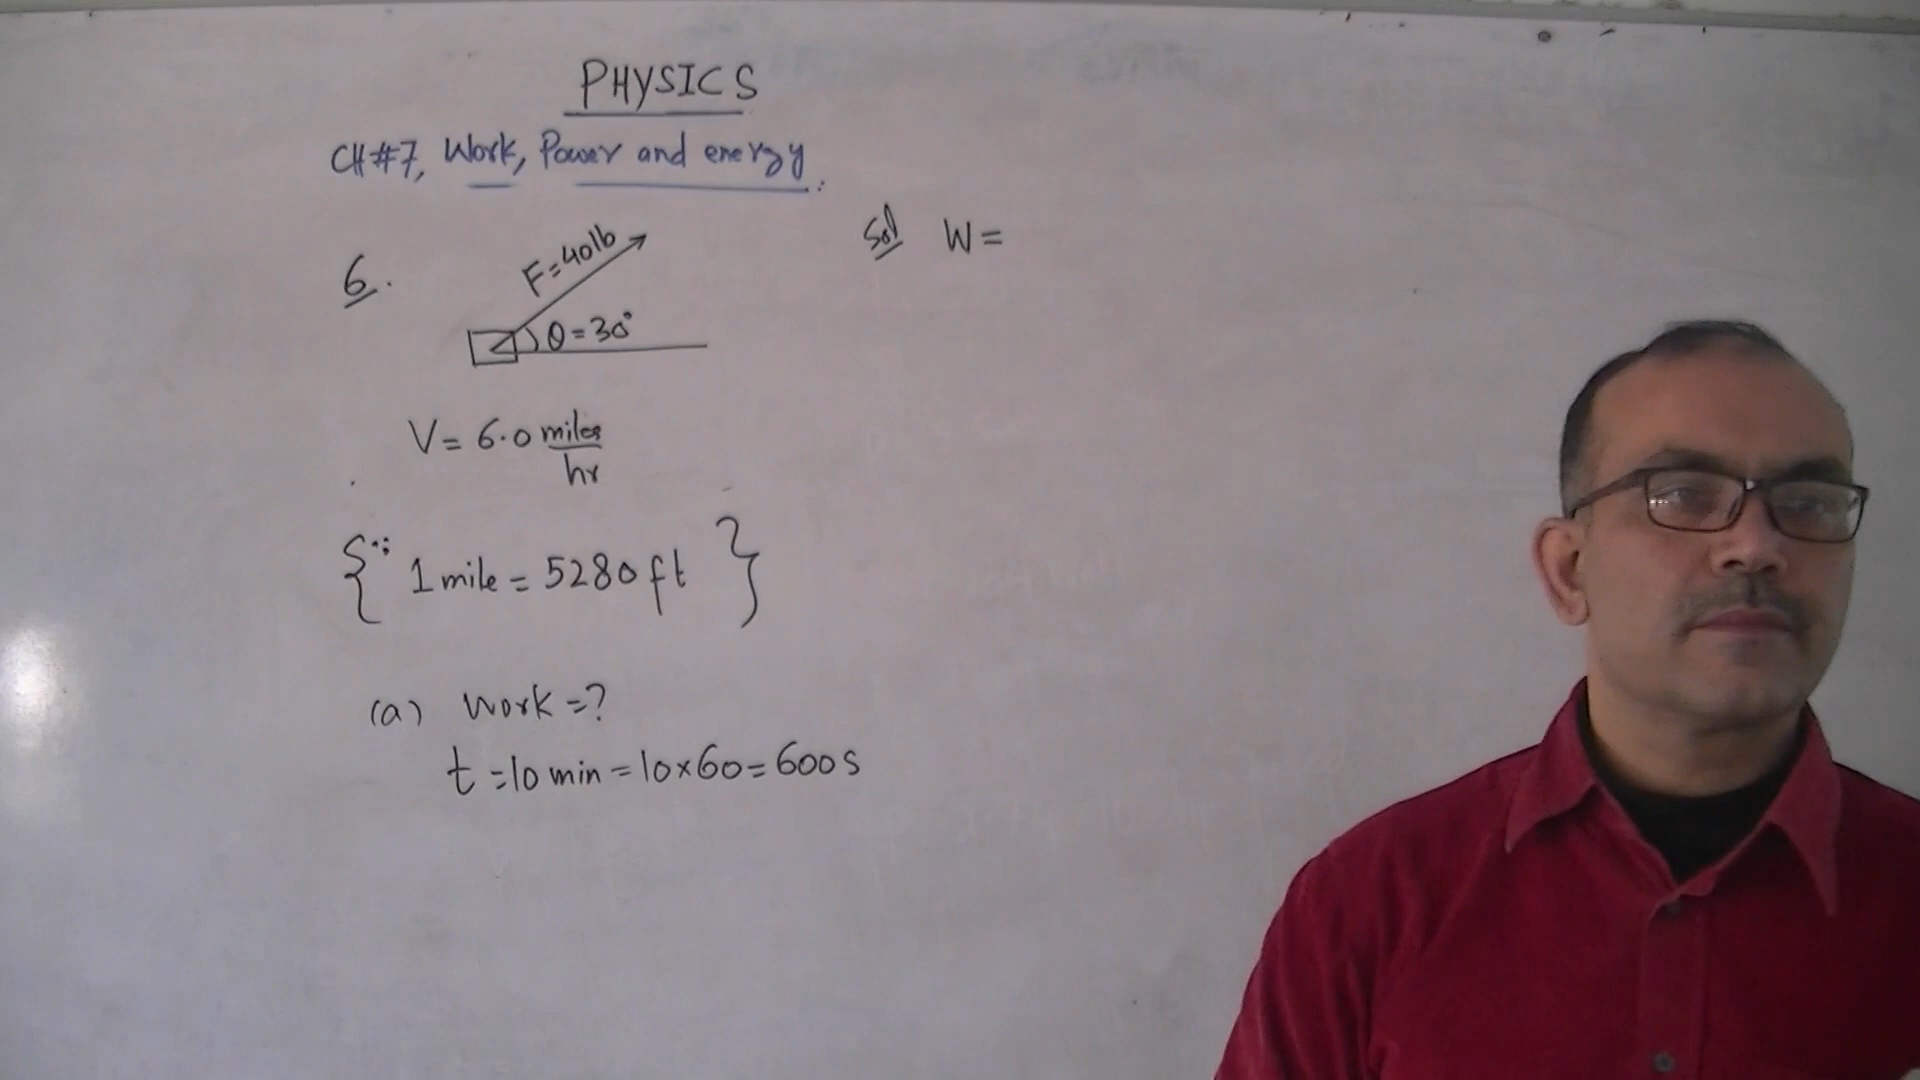 PHYSICS
CH#7, Work, Power and energy.
6.
F=40lb
θ=30°
V= 6.0 miles/hr
{∵ 1 mile = 5280 ft }
(a) Work =?
t =10 min = 10×60= 600 s
Sol W=